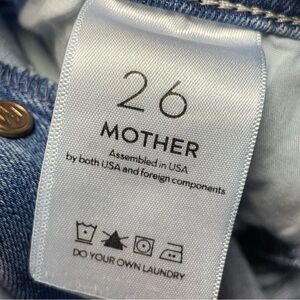 26
MOTHER
Assembled in USA
by both USA and foreign components
DO YOUR OWN LAUNDRY